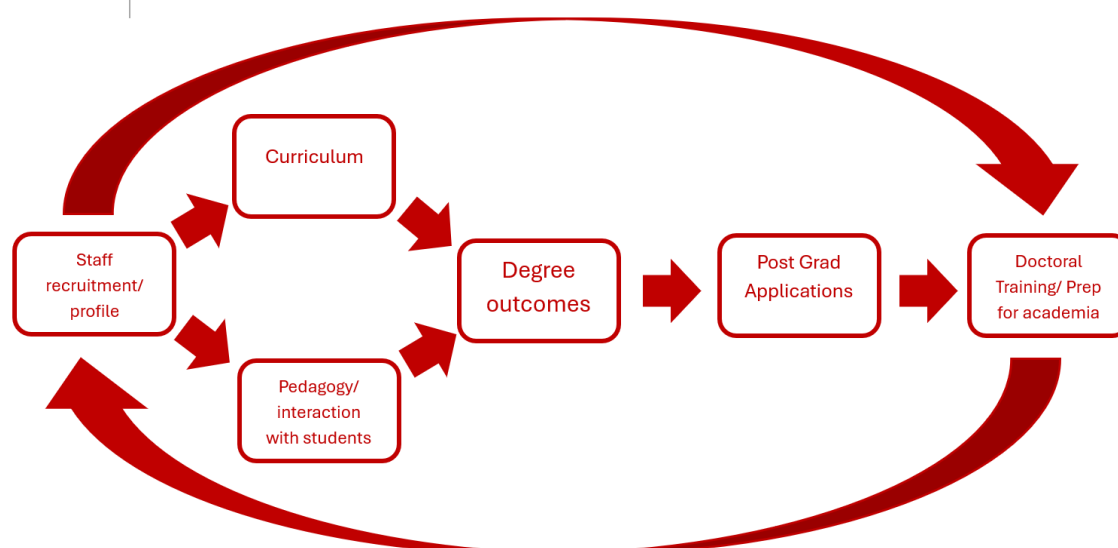 Curriculum
Staff
recruitment/
profile
Pedagogy/
interaction
with students
Degree
outcomes
Post Grad
Applications
Doctoral
Training/ Prep
for academia